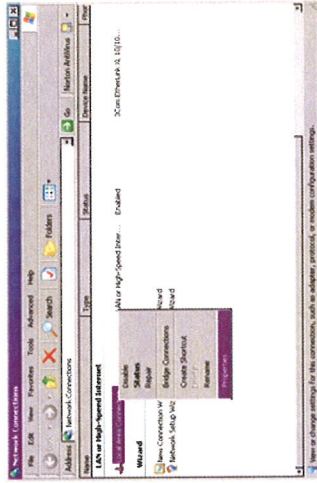 Network Connections
File Edit View Favorites Tools Advanced Help
Search Folders
Address Network Connections Go Norton AntiVirus
Name Type Status Device Name Phon
LAN or High-Speed Internet
Local Area Connec LAN or High-Speed Inter... Enabled 3Com EtherLink XL 10/10...
Wizard
New Connection W Wizard
Network Setup Wiz Wizard
Disable
Status
Repair
Bridge Connections
Create Shortcut
Rename
Properties
View or change settings for this connection, such as adapter, protocol, or modem configuration settings.